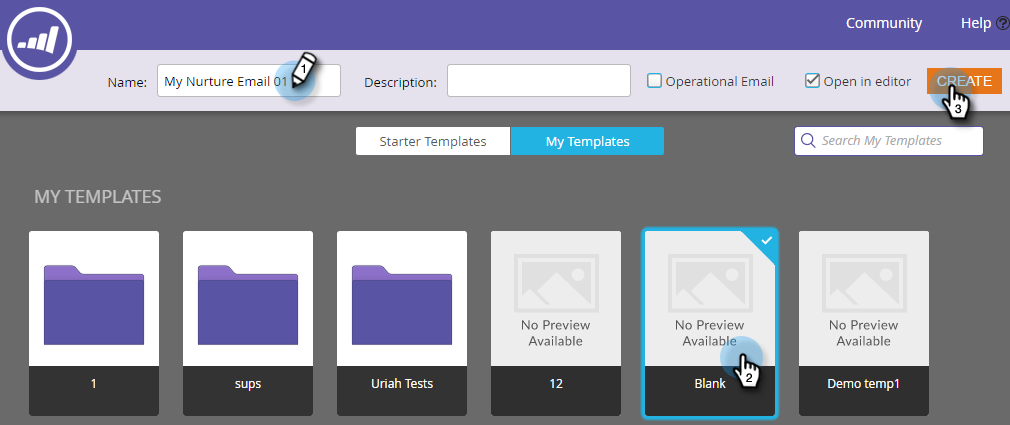 Community Help ?
Name: My Nurture Email 01 1 Description: Operational Email Open in editor CREATE
3
Starter Templates My Templates Search My Templates
MY TEMPLATES
No Preview
Available
No Preview
Available
No Preview
Available
2
1 sups Uriah Tests 12 Blank Demo temp1